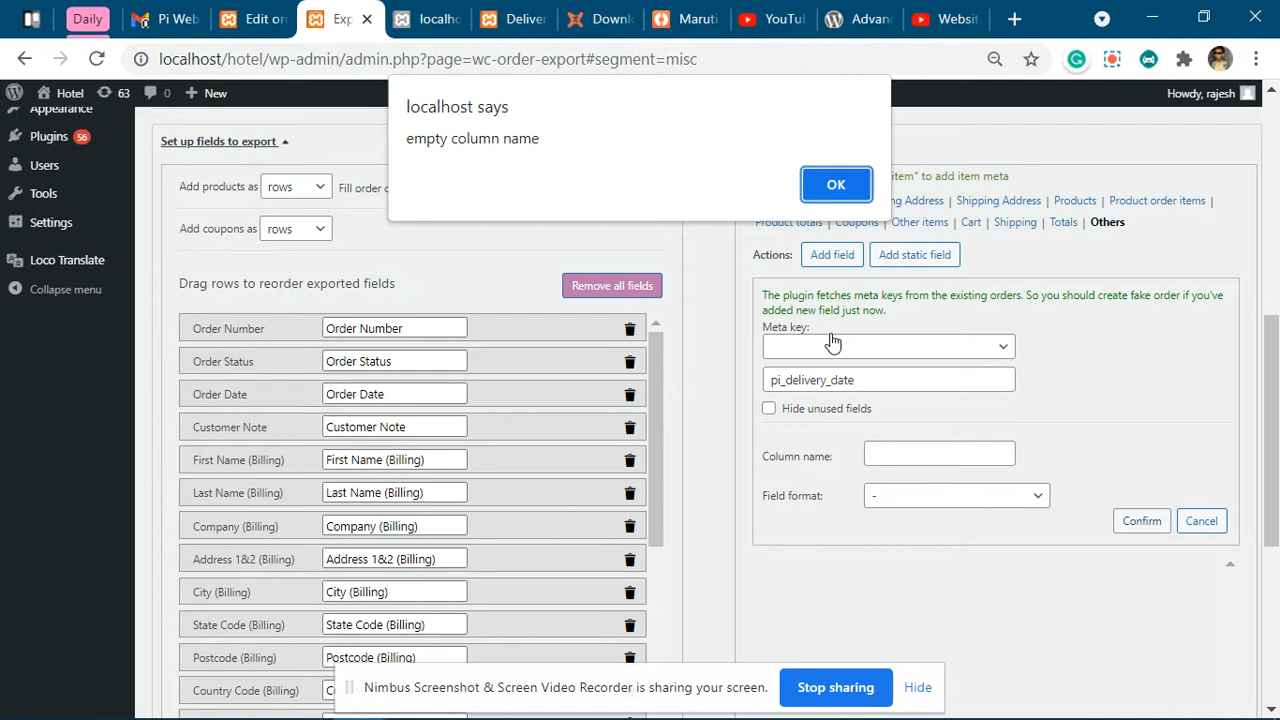 Daily
Pi Web
Edit or
Exp
localho
Deliver
Downl
Maruti
YouTu
Advan
Websit
localhost/hotel/wp-admin/admin.php?page=wc-order-export#segment=misc
Hotel 63 0 New Howdy, rajesh
Appearance
Plugins 56
Users
Tools
Settings
Loco Translate
Collapse menu
localhost says
empty column name
OK
Set up fields to export
Add products as rows Fill order c
Add coupons as rows
Drag rows to reorder exported fields Remove all fields
Order Number Order Number
Order Status Order Status
Order Date Order Date
Customer Note Customer Note
First Name (Billing) First Name (Billing)
Last Name (Billing) Last Name (Billing)
Company (Billing) Company (Billing)
Address 1&2 (Billing) Address 1&2 (Billing)
City (Billing) City (Billing)
State Code (Billing) State Code (Billing)
Postcode (Billing) Postcode (Billing)
Country Code (Billing)
item" to add item meta
ng Address | Shipping Address | Products | Product order items |
Product totals | Coupons | Other items | Cart | Shipping | Totals | Others
Actions: Add field Add static field
The plugin fetches meta keys from the existing orders. So you should create fake order if you've
added new field just now.
Meta key:
pi_delivery_date
Hide unused fields
Column name:
Field format: -
Confirm Cancel
Nimbus Screenshot & Screen Video Recorder is sharing your screen. Stop sharing Hide